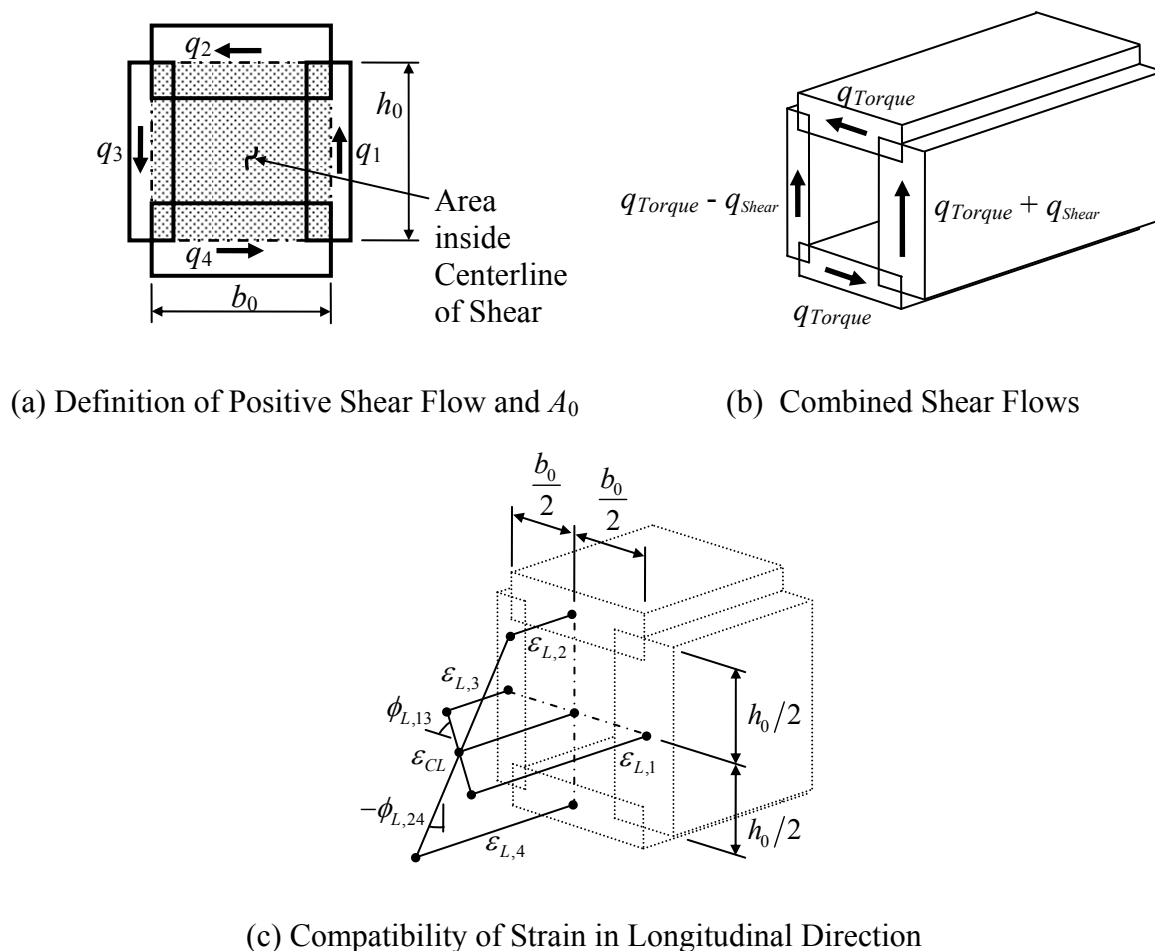 q2
q3
q1
q4
h0
b0
Area
inside
Centerline
of Shear
qTorque
qTorque - qShear
qTorque + qShear
qTorque
(a) Definition of Positive Shear Flow and A0
(b) Combined Shear Flows
b0/2
b0/2
εL,2
εL,3
ϕL,13
εCL
εL,1
−ϕL,24
εL,4
h0/2
h0/2
(c) Compatibility of Strain in Longitudinal Direction